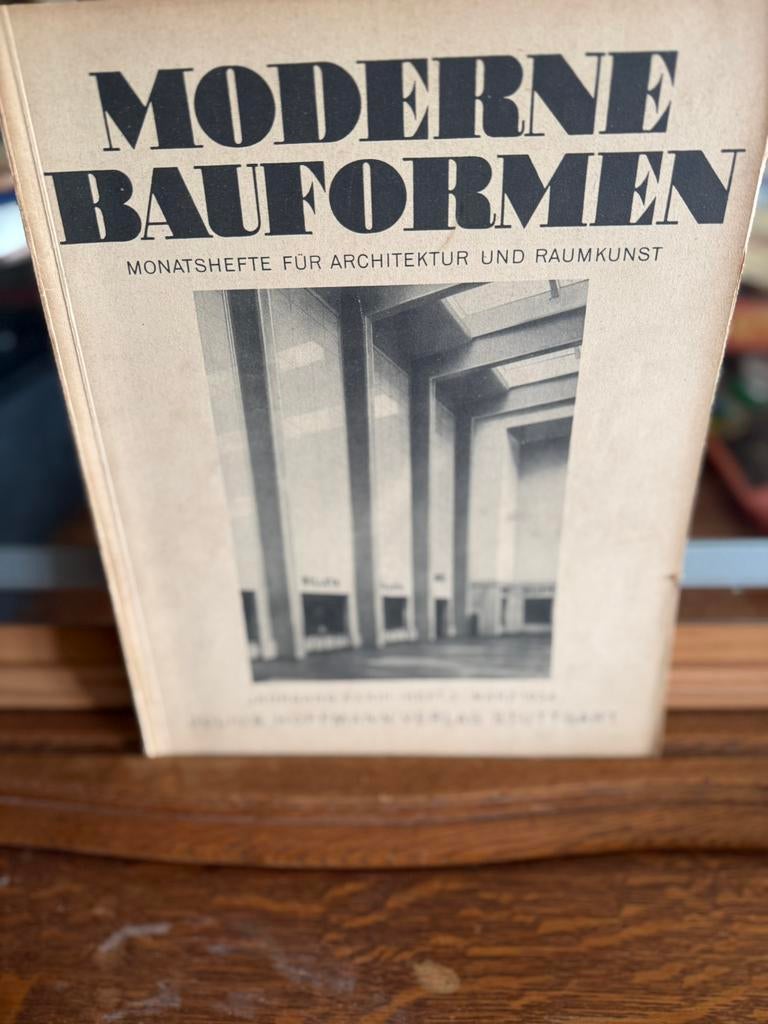 MODERNE
BAUFORMEN
MONATSHEFTE FÜR ARCHITEKTUR UND RAUMKUNST
JULIUS HOFFMANN VERLAG STUTTGART